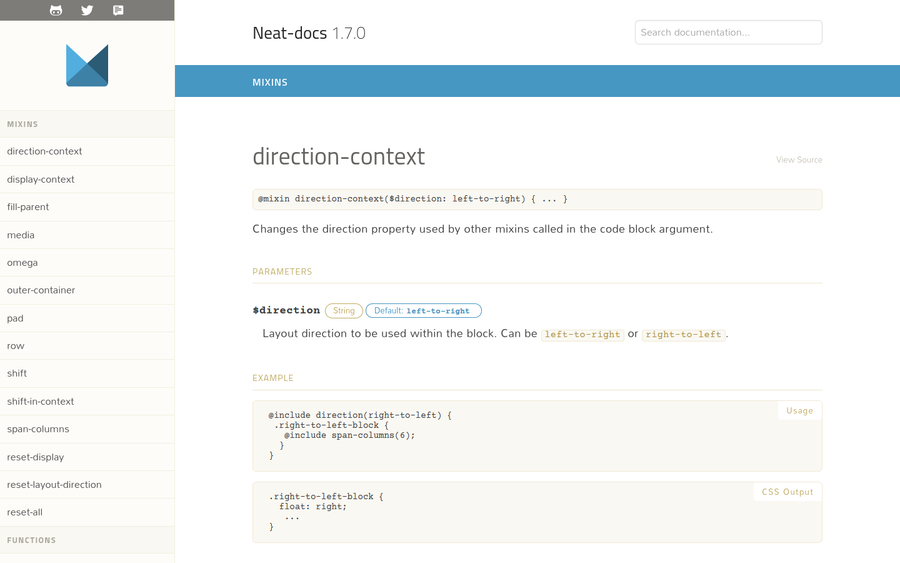 Neat-docs 1.7.0
Search documentation...
MIXINS
MIXINS
direction-context
display-context
fill-parent
media
omega
outer-container
pad
row
shift
shift-in-context
span-columns
reset-display
reset-layout-direction
reset-all
FUNCTIONS
direction-context
View Source
@mixin direction-context($direction: left-to-right) { ... }
Changes the direction property used by other mixins called in the code block argument.
PARAMETERS
$direction String Default: left-to-right
Layout direction to be used within the block. Can be left-to-right or right-to-left.
EXAMPLE
Usage
@include direction(right-to-left) {
.right-to-left-block {
@include span-columns(6);
}
}
CSS Output
.right-to-left-block {
float: right;
...
}